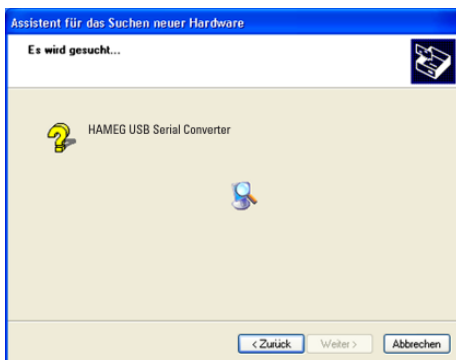 Assistent für das Suchen neuer Hardware
Es wird gesucht...
HAMEG USB Serial Converter
< Zurück
Weiter >
Abbrechen